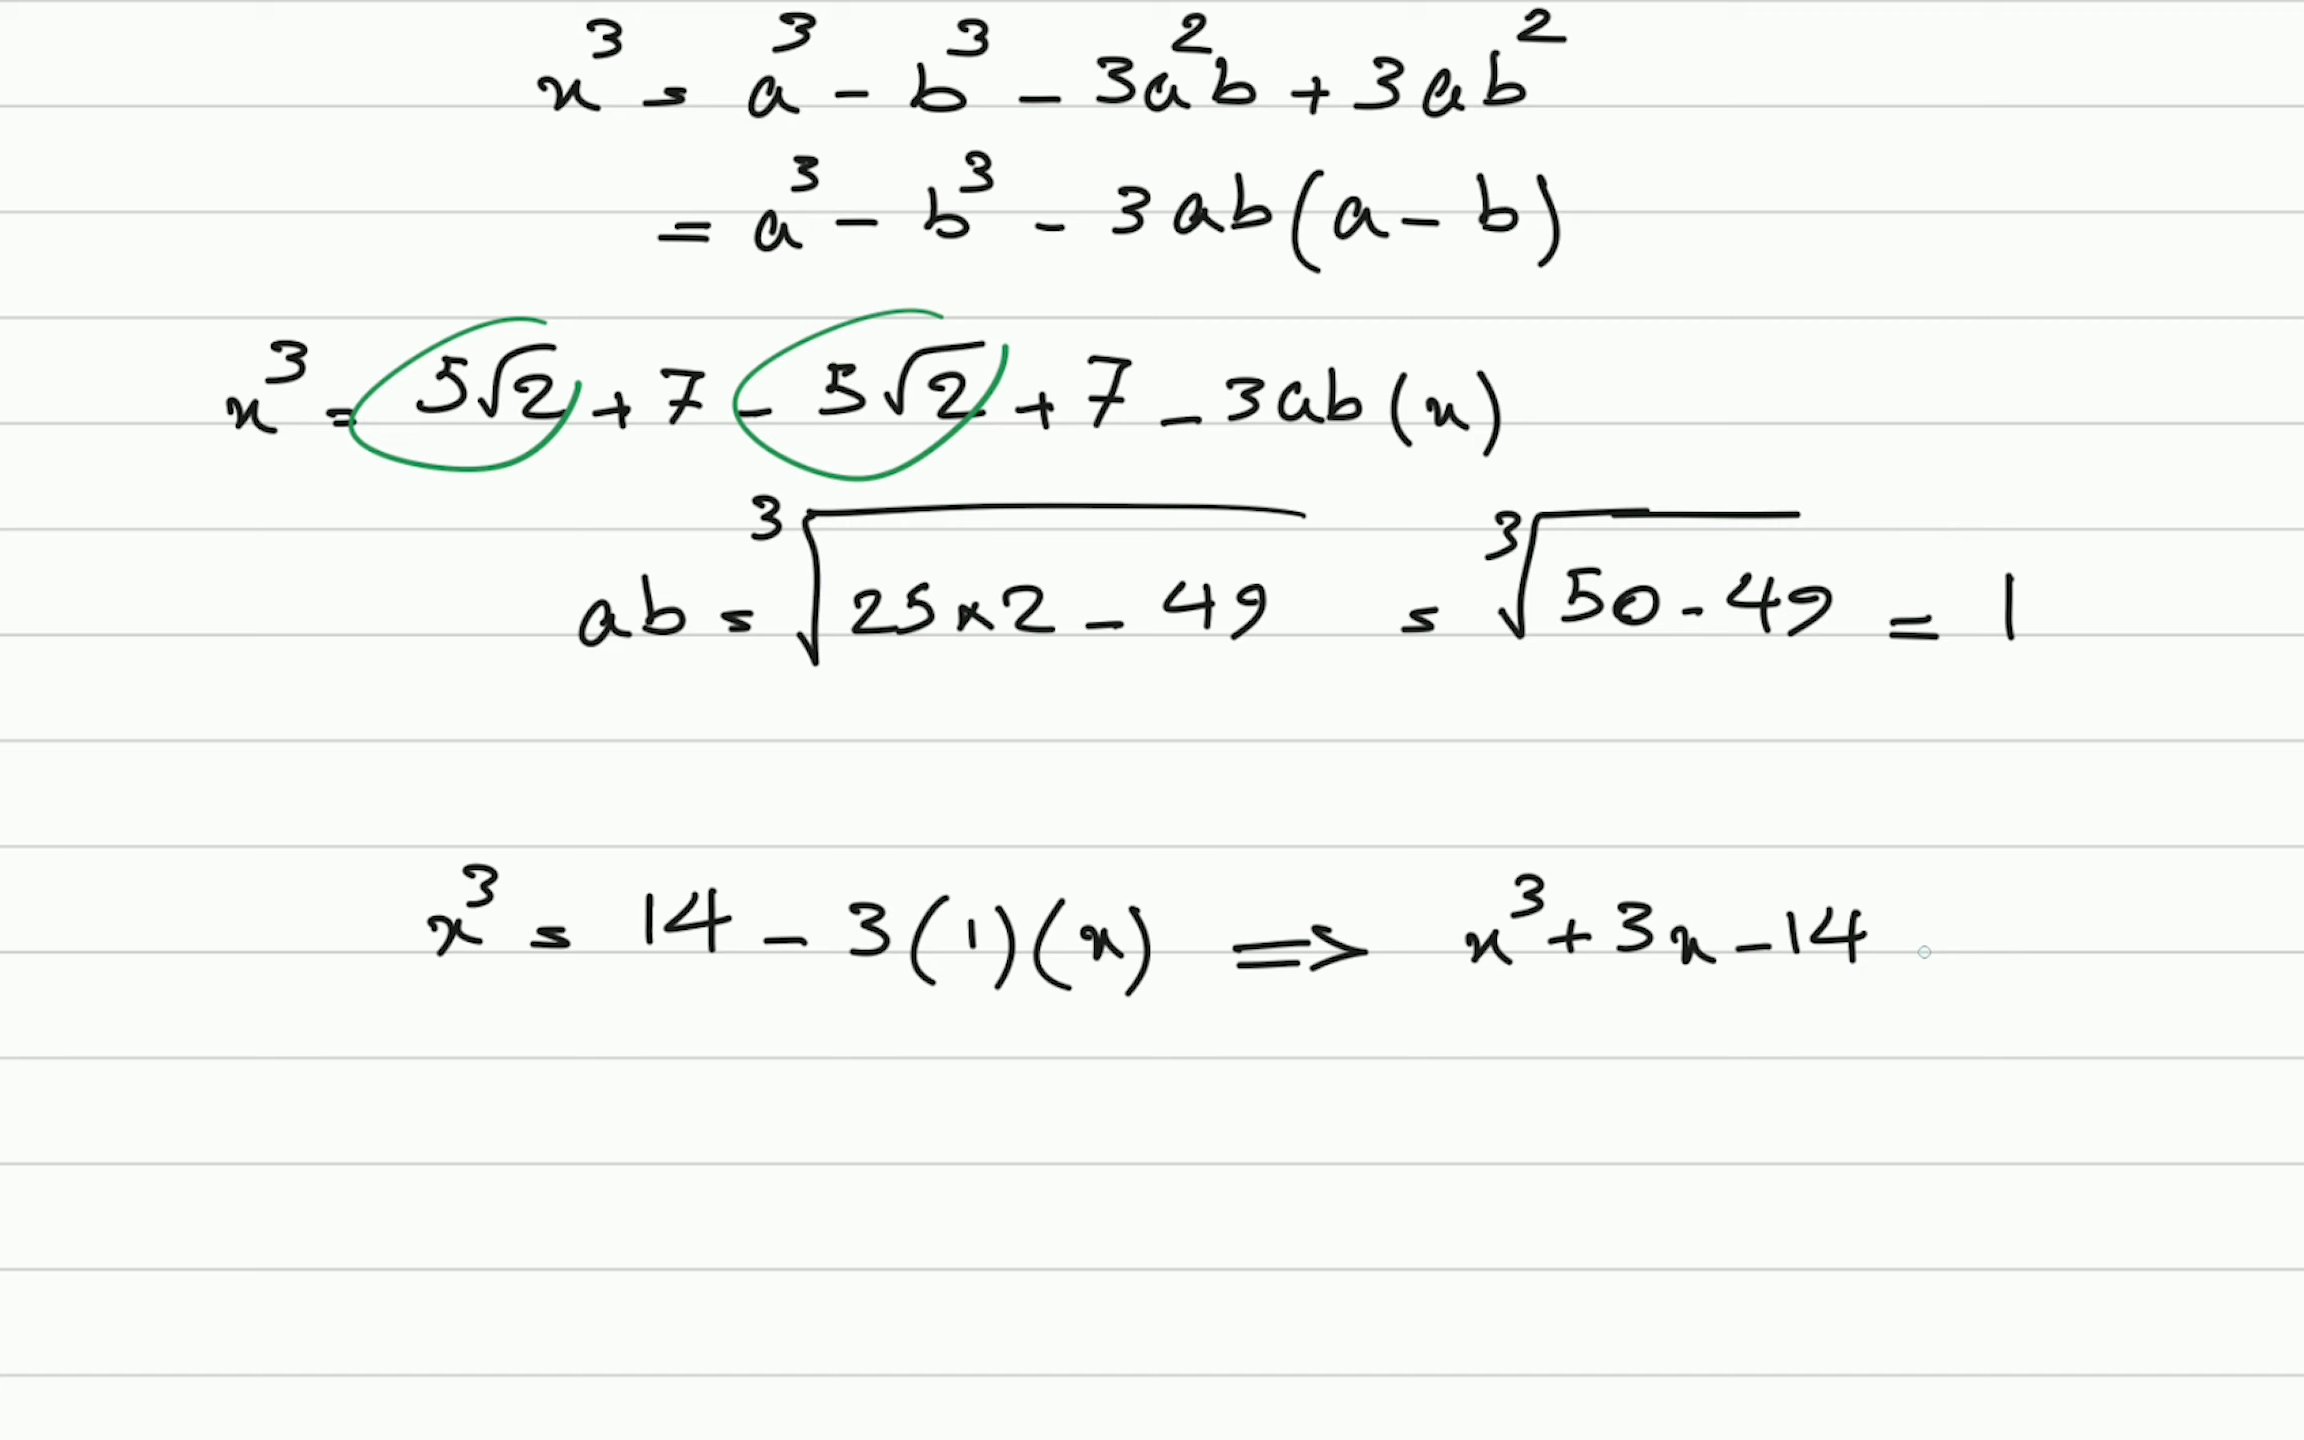 x³ = a³ - b³ - 3a²b + 3ab²
= a³ - b³ - 3ab(a - b)
x³ = 5√2 + 7 - 5√2 + 7 - 3ab(x)
ab = ∛(25×2 - 49) = ∛(50 - 49) = 1
x³ = 14 - 3(1)(x) => x³ + 3x - 14